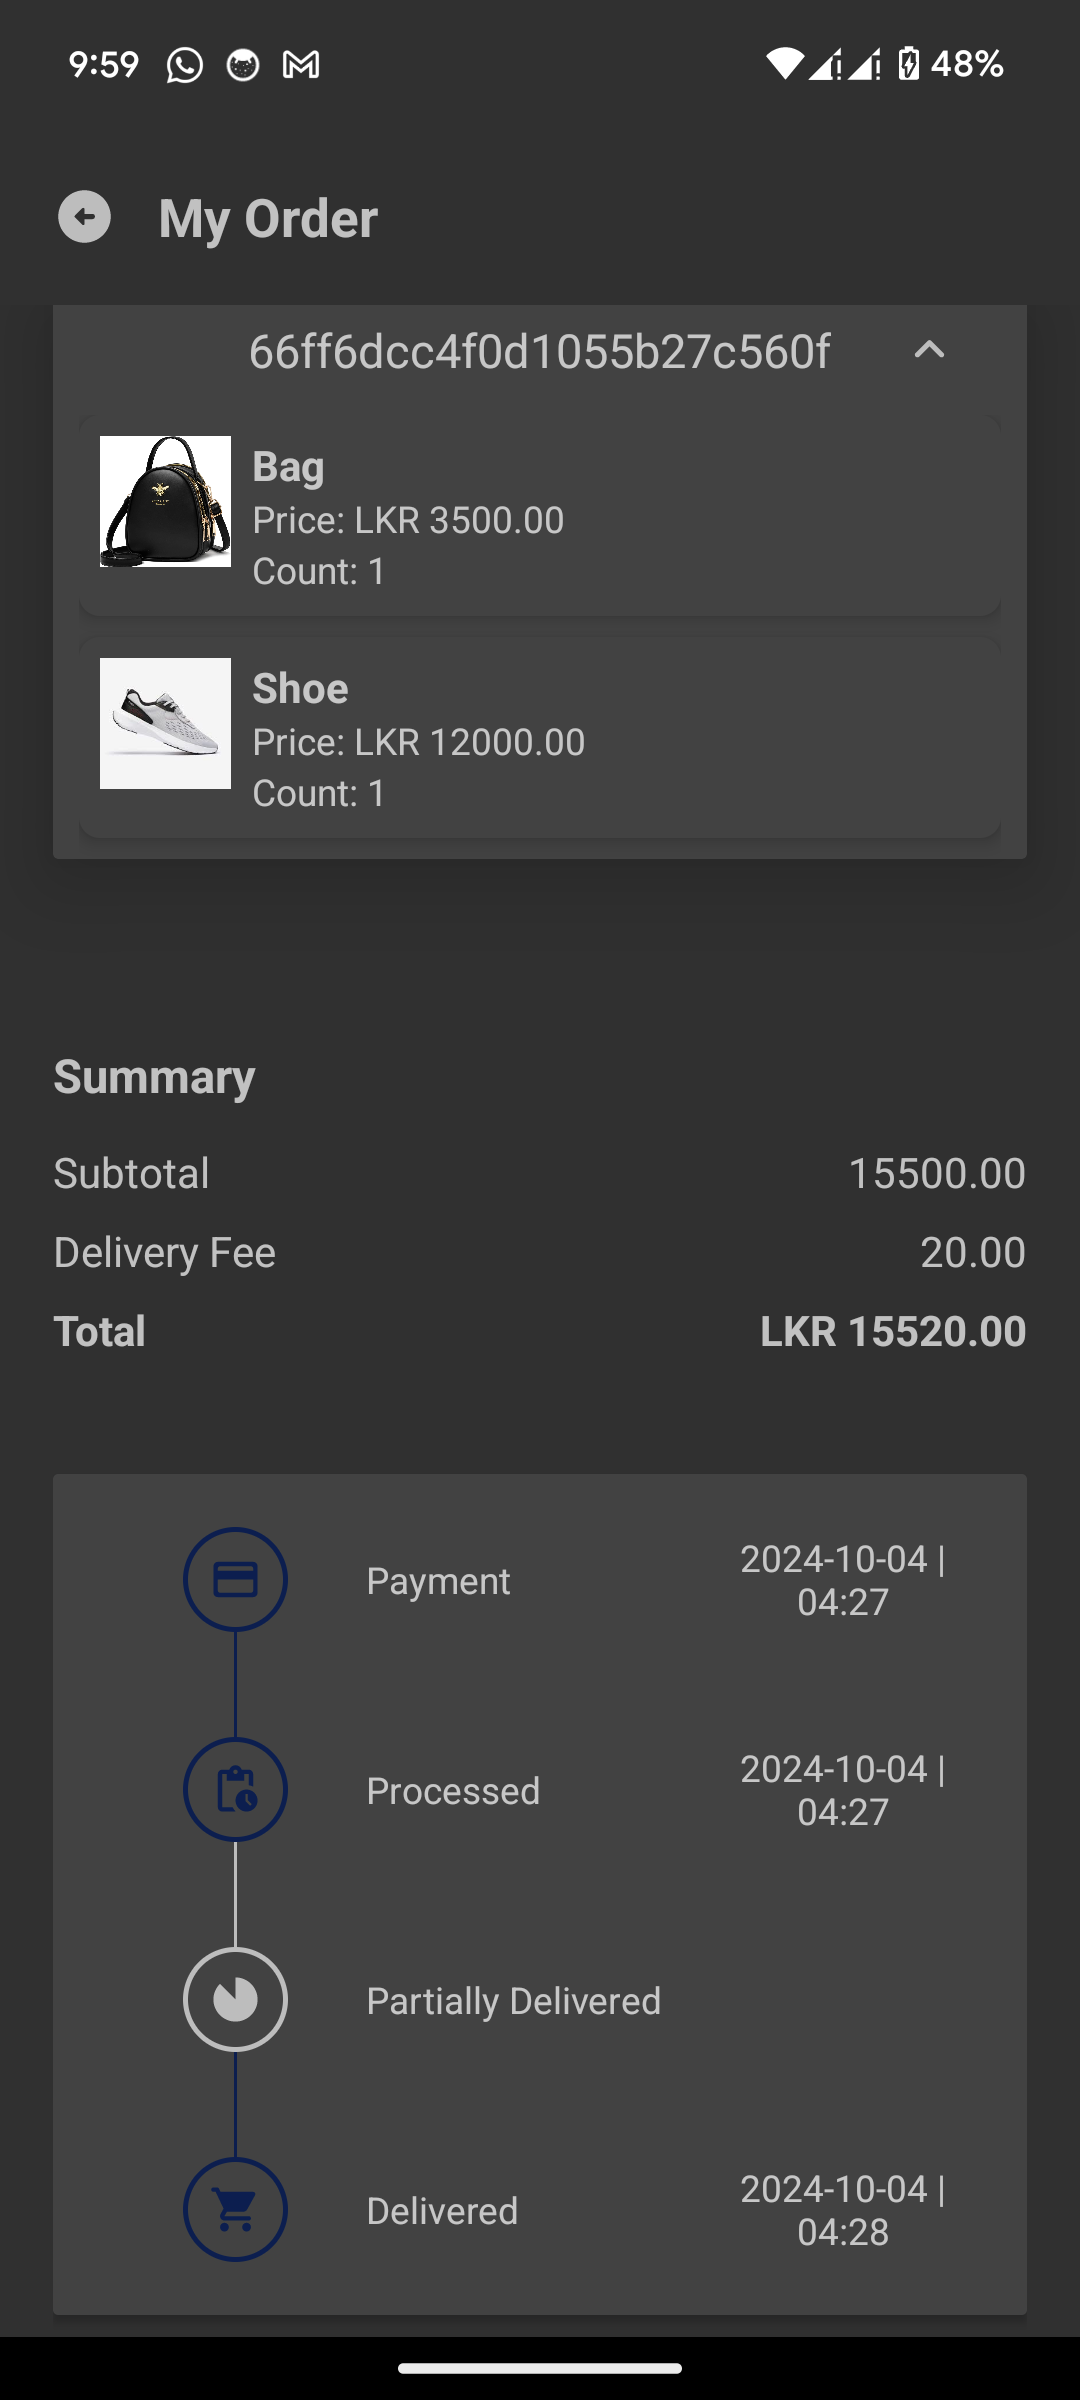 9:59
48%
My Order
66ff6dcc4f0d1055b27c560f
Bag
Price: LKR 3500.00
Count: 1
Shoe
Price: LKR 12000.00
Count: 1
Summary
Subtotal 15500.00
Delivery Fee 20.00
Total LKR 15520.00
Payment 2024-10-04 |
04:27
Processed 2024-10-04 |
04:27
Partially Delivered
Delivered 2024-10-04 |
04:28